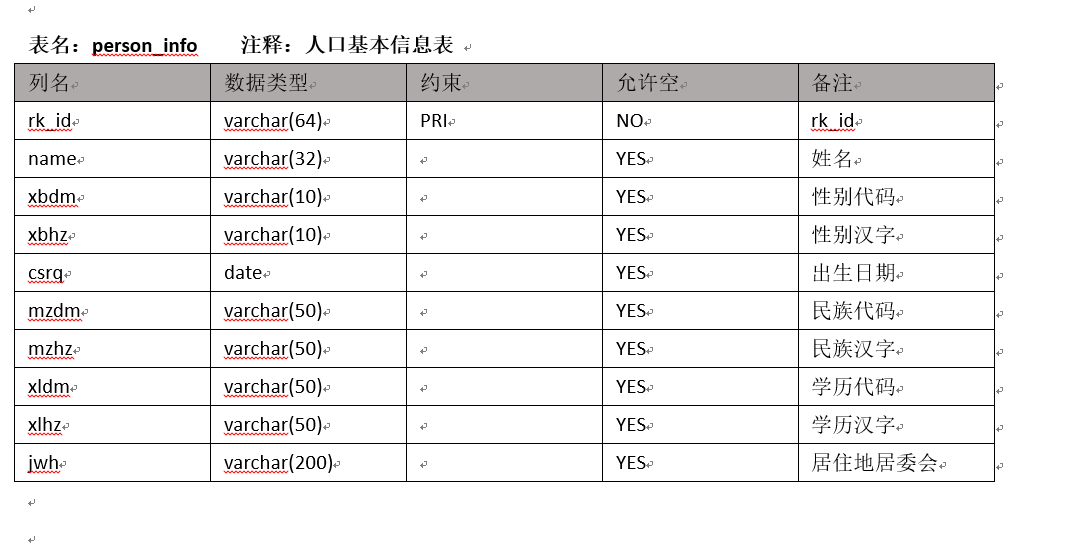 表名：person_info 注释：人口基本信息表
列名 数据类型 约束 允许空 备注
rk_id varchar(64) PRI NO rk_id
name varchar(32) YES 姓名
xbdm varchar(10) YES 性别代码
xbhz varchar(10) YES 性别汉字
csrq date YES 出生日期
mzdm varchar(50) YES 民族代码
mzhz varchar(50) YES 民族汉字
xldm varchar(50) YES 学历代码
xlhz varchar(50) YES 学历汉字
jwh varchar(200) YES 居住地居委会